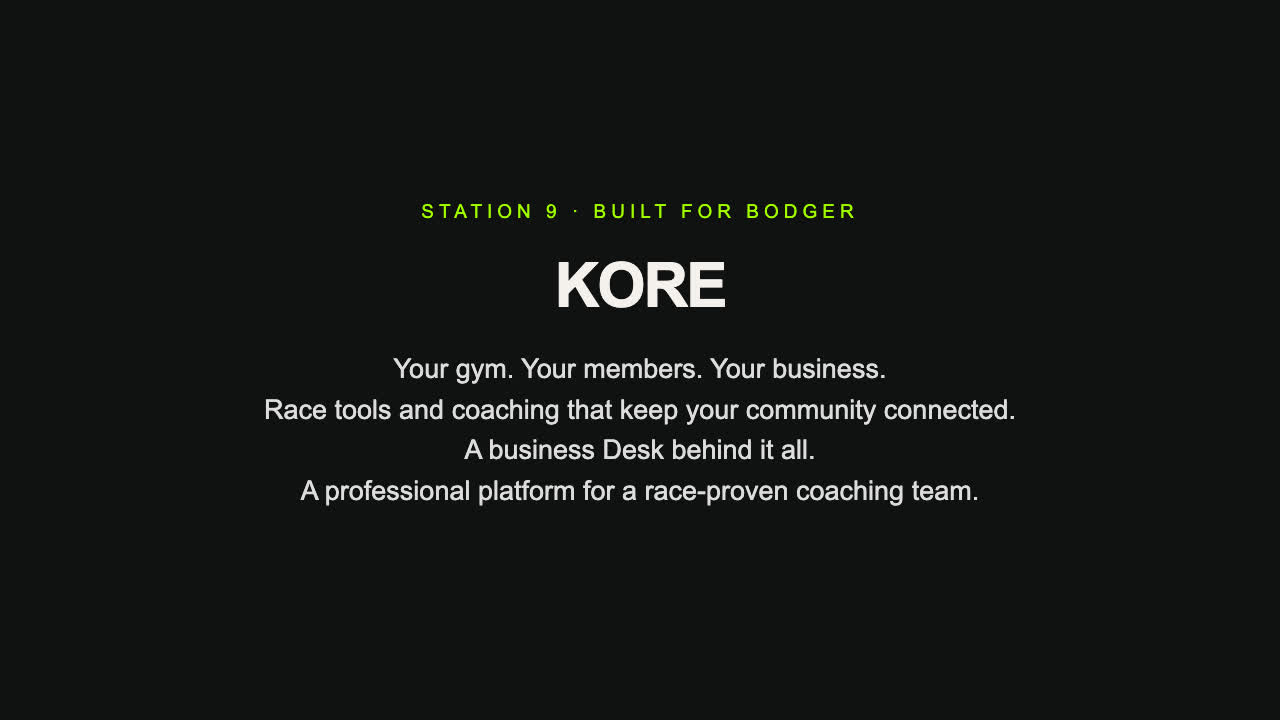 STATION 9 · BUILT FOR BODGER
KORE
Your gym. Your members. Your business.
Race tools and coaching that keep your community connected.
A business Desk behind it all.
A professional platform for a race-proven coaching team.